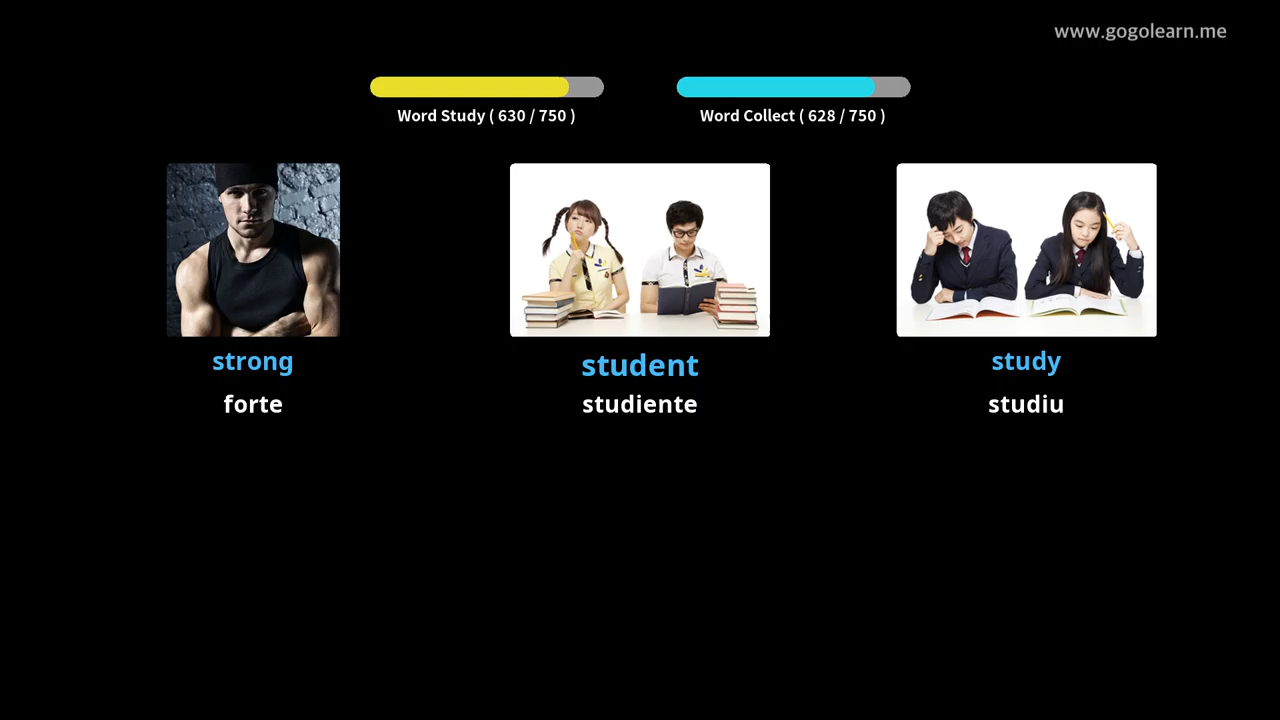 www.gogolearn.me
Word Study ( 630 / 750 )
Word Collect ( 628 / 750 )
strong
student
study
forte
studiente
studiu